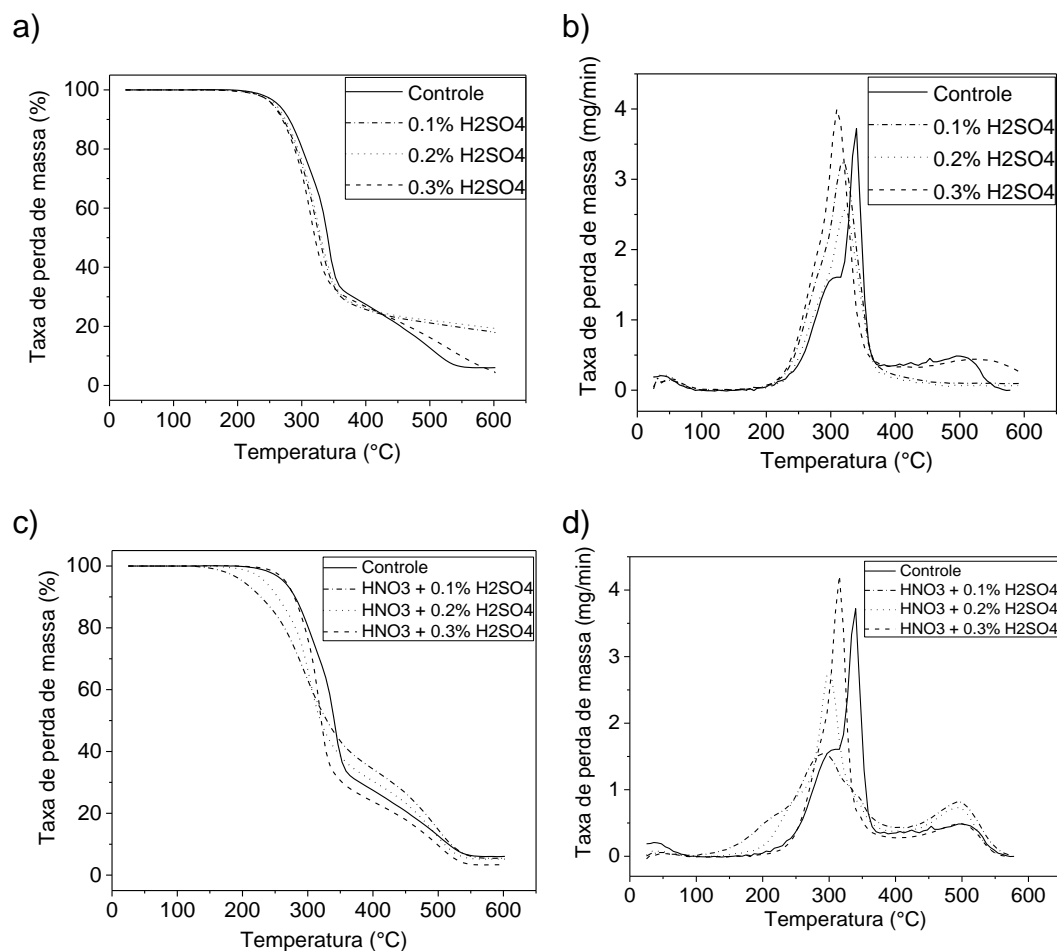 a)
Taxa de perda de massa (%)
100
80
60
40
20
0
0 100 200 300 400 500 600
Temperatura (°C)
Controle
0.1% H2SO4
0.2% H2SO4
0.3% H2SO4
b)
Taxa de perda de massa (mg/min)
4
3
2
1
0
0 100 200 300 400 500 600
Temperatura (°C)
Controle
0.1% H2SO4
0.2% H2SO4
0.3% H2SO4
c)
Taxa de perda de massa (%)
100
80
60
40
20
0
0 100 200 300 400 500 600
Temperatura (°C)
Controle
HNO3 + 0.1% H2SO4
HNO3 + 0.2% H2SO4
HNO3 + 0.3% H2SO4
d)
Taxa de perda de massa (mg/min)
4
3
2
1
0
0 100 200 300 400 500 600
Temperatura (°C)
Controle
HNO3 + 0.1% H2SO4
HNO3 + 0.2% H2SO4
HNO3 + 0.3% H2SO4